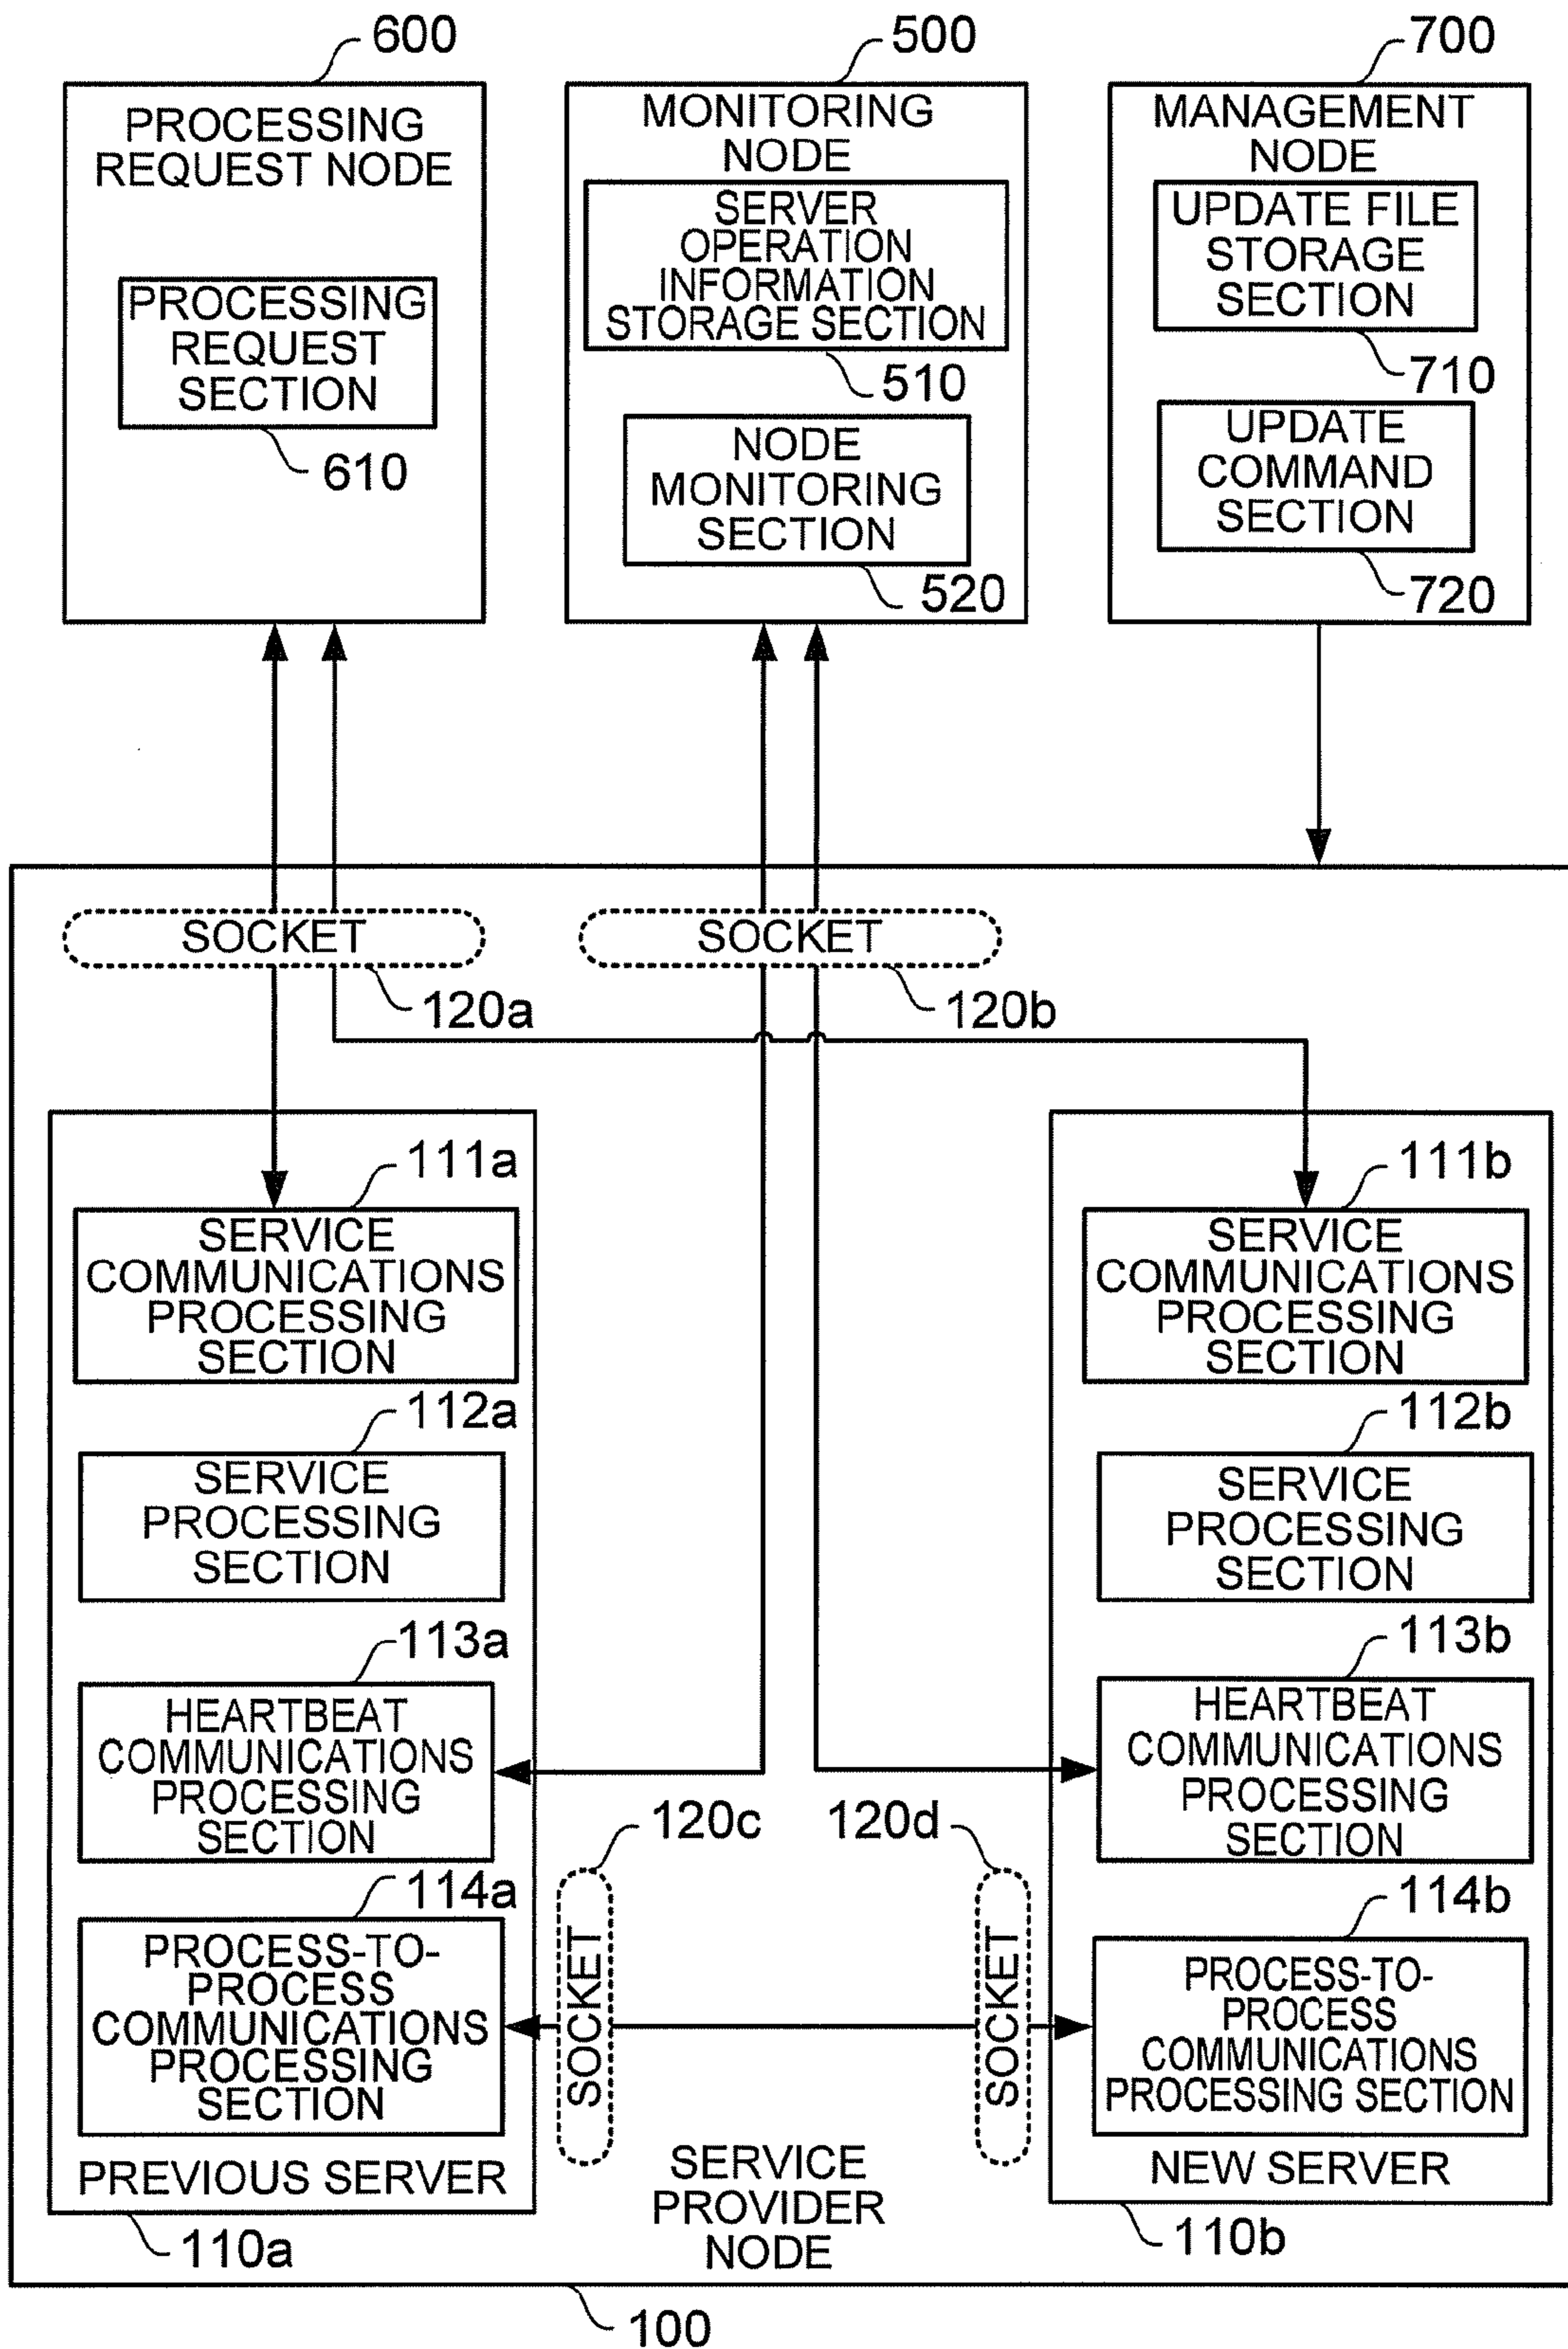 600
500
700
PROCESSING
REQUEST NODE
PROCESSING
REQUEST
SECTION
610
MONITORING
NODE
SERVER
OPERATION
INFORMATION
STORAGE SECTION
510
NODE
MONITORING
SECTION
520
MANAGEMENT
NODE
UPDATE FILE
STORAGE
SECTION
710
UPDATE
COMMAND
SECTION
720
SOCKET
120a
SOCKET
120b
111a
SERVICE
COMMUNICATIONS
PROCESSING
SECTION
112a
SERVICE
PROCESSING
SECTION
113a
HEARTBEAT
COMMUNICATIONS
PROCESSING
SECTION
114a
PROCESS-TO-
PROCESS
COMMUNICATIONS
PROCESSING
SECTION
PREVIOUS SERVER
110a
120c
SOCKET
120d
SOCKET
SERVICE
PROVIDER
NODE
111b
SERVICE
COMMUNICATIONS
PROCESSING
SECTION
112b
SERVICE
PROCESSING
SECTION
113b
HEARTBEAT
COMMUNICATIONS
PROCESSING
SECTION
114b
PROCESS-TO-
PROCESS
COMMUNICATIONS
PROCESSING SECTION
NEW SERVER
110b
100